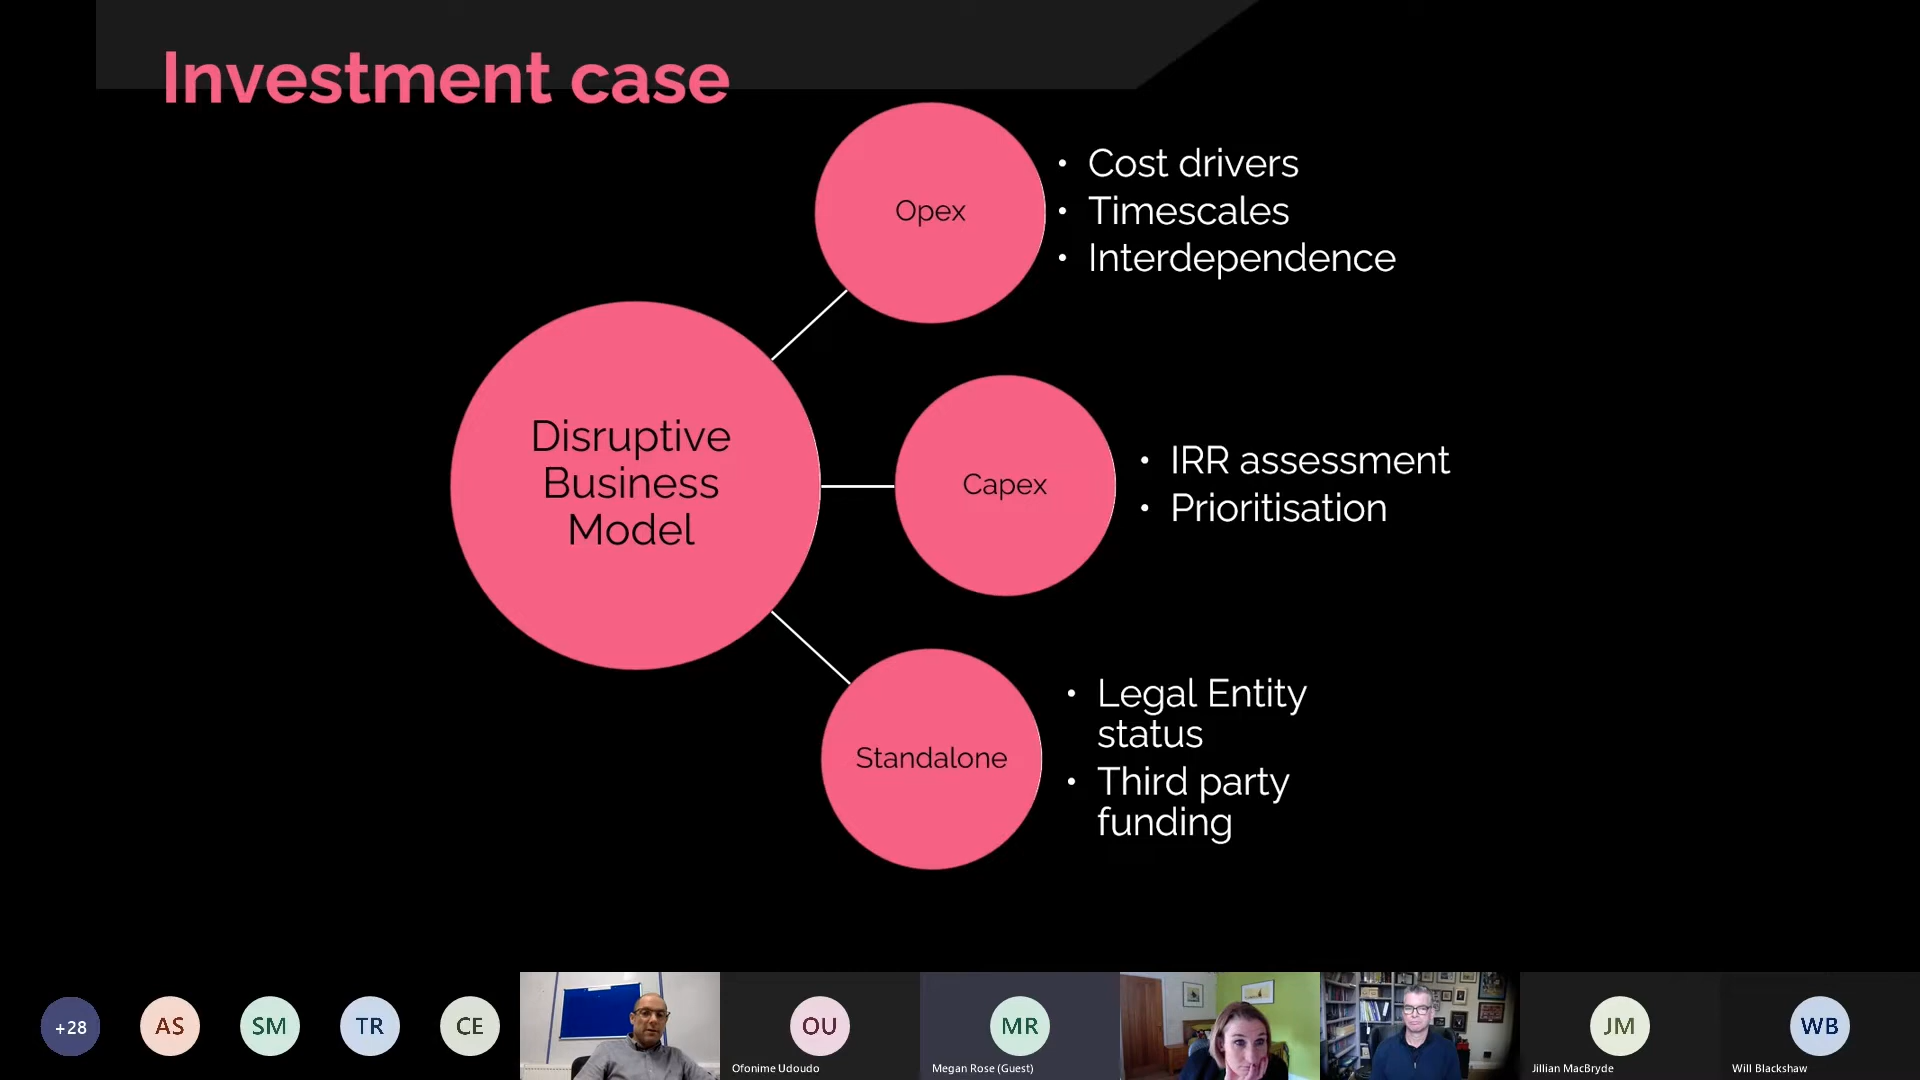 Investment case
Opex
• Cost drivers
• Timescales
• Interdependence
Disruptive
Business
Model
Capex
• IRR assessment
• Prioritisation
Standalone
• Legal Entity
status
• Third party
funding
+28
AS
SM
TR
CE
OU
Ofonime Udoudo
MR
Megan Rose (Guest)
JM
Jillian MacBryde
WB
Will Blackshaw